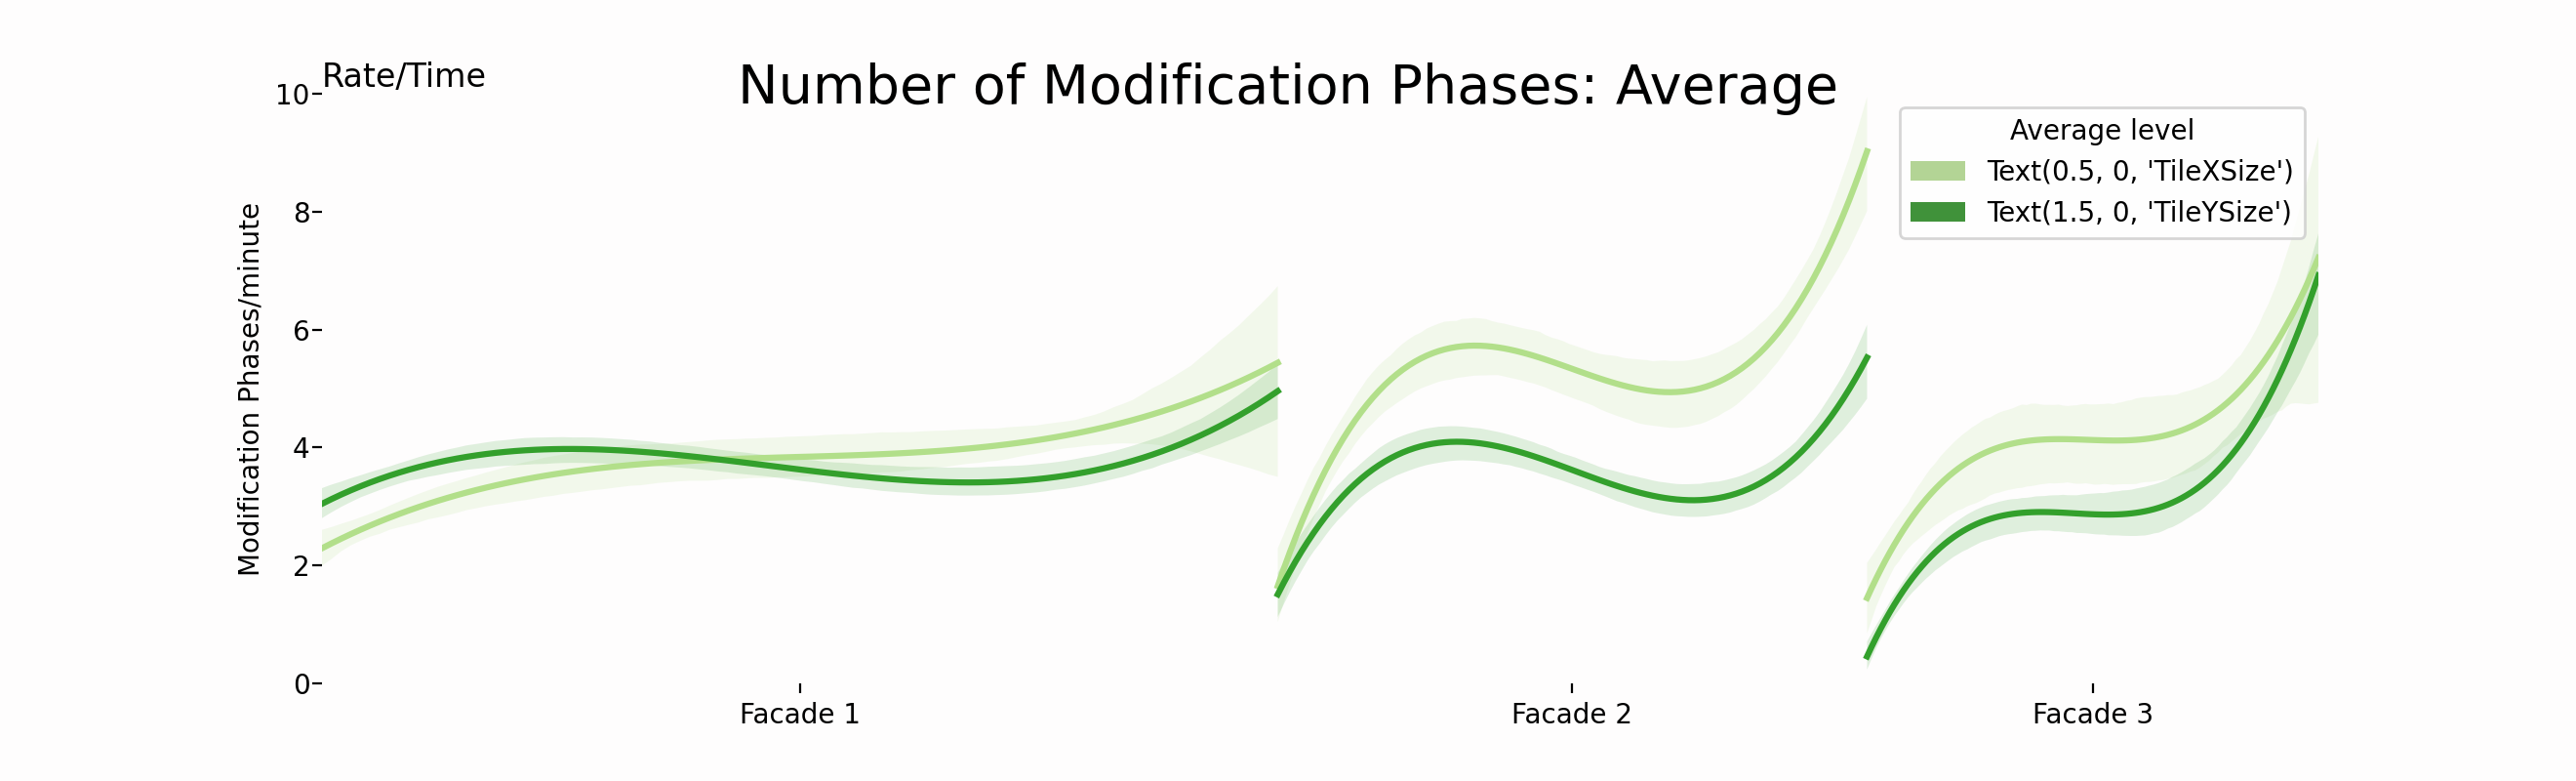 Rate/Time
Number of Modification Phases: Average
10
8
6
4
2
0
Modification Phases/minute
Average level
Text(0.5, 0, 'TileXSize')
Text(1.5, 0, 'TileYSize')
Facade 1
Facade 2
Facade 3